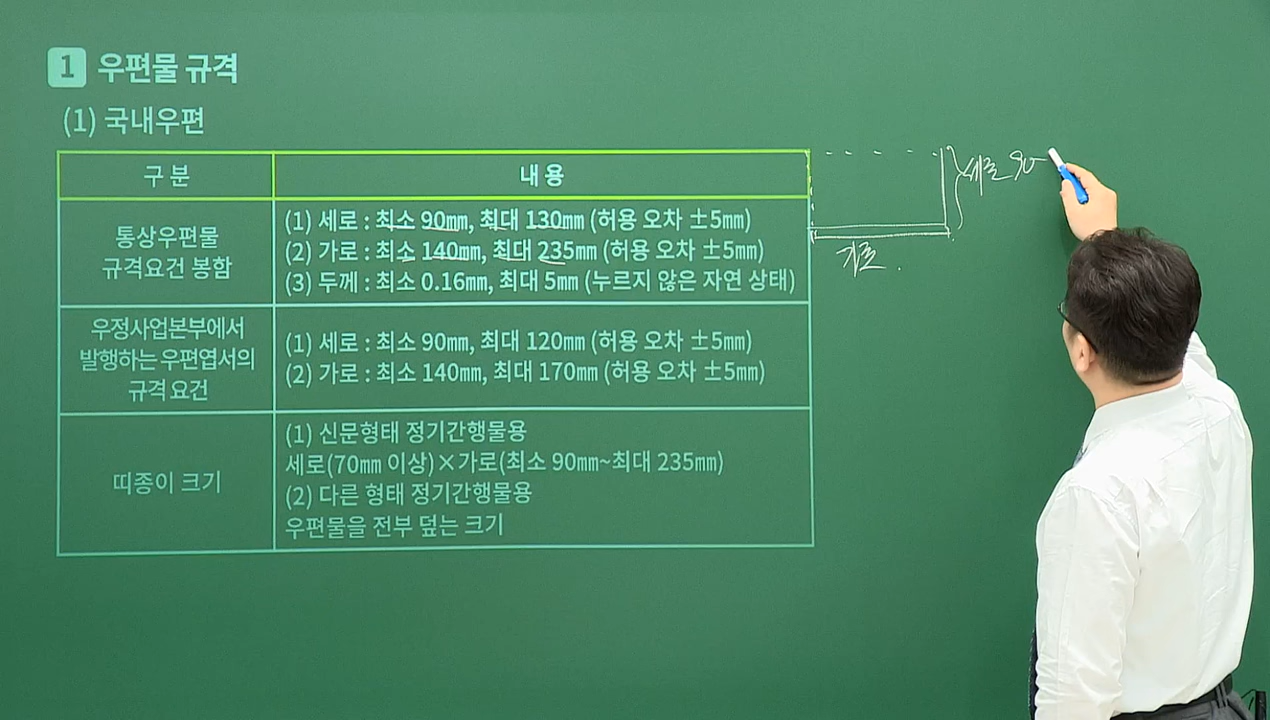 1 우편물 규격
(1) 국내우편
구 분
내 용
통상우편물
규격요건 봉함
(1) 세로 : 최소 90㎜, 최대 130㎜ (허용 오차 ±5㎜)
(2) 가로 : 최소 140㎜, 최대 235㎜ (허용 오차 ±5㎜)
(3) 두께 : 최소 0.16㎜, 최대 5㎜ (누르지 않은 자연 상태)
우정사업본부에서
발행하는 우편엽서의
규격 요건
(1) 세로 : 최소 90㎜, 최대 120㎜ (허용 오차 ±5㎜)
(2) 가로 : 최소 140㎜, 최대 170㎜ (허용 오차 ±5㎜)
띠종이 크기
(1) 신문형태 정기간행물용
세로(70㎜ 이상)×가로(최소 90㎜~최대 235㎜)
(2) 다른 형태 정기간행물용
우편물을 전부 덮는 크기
세로 90
가로